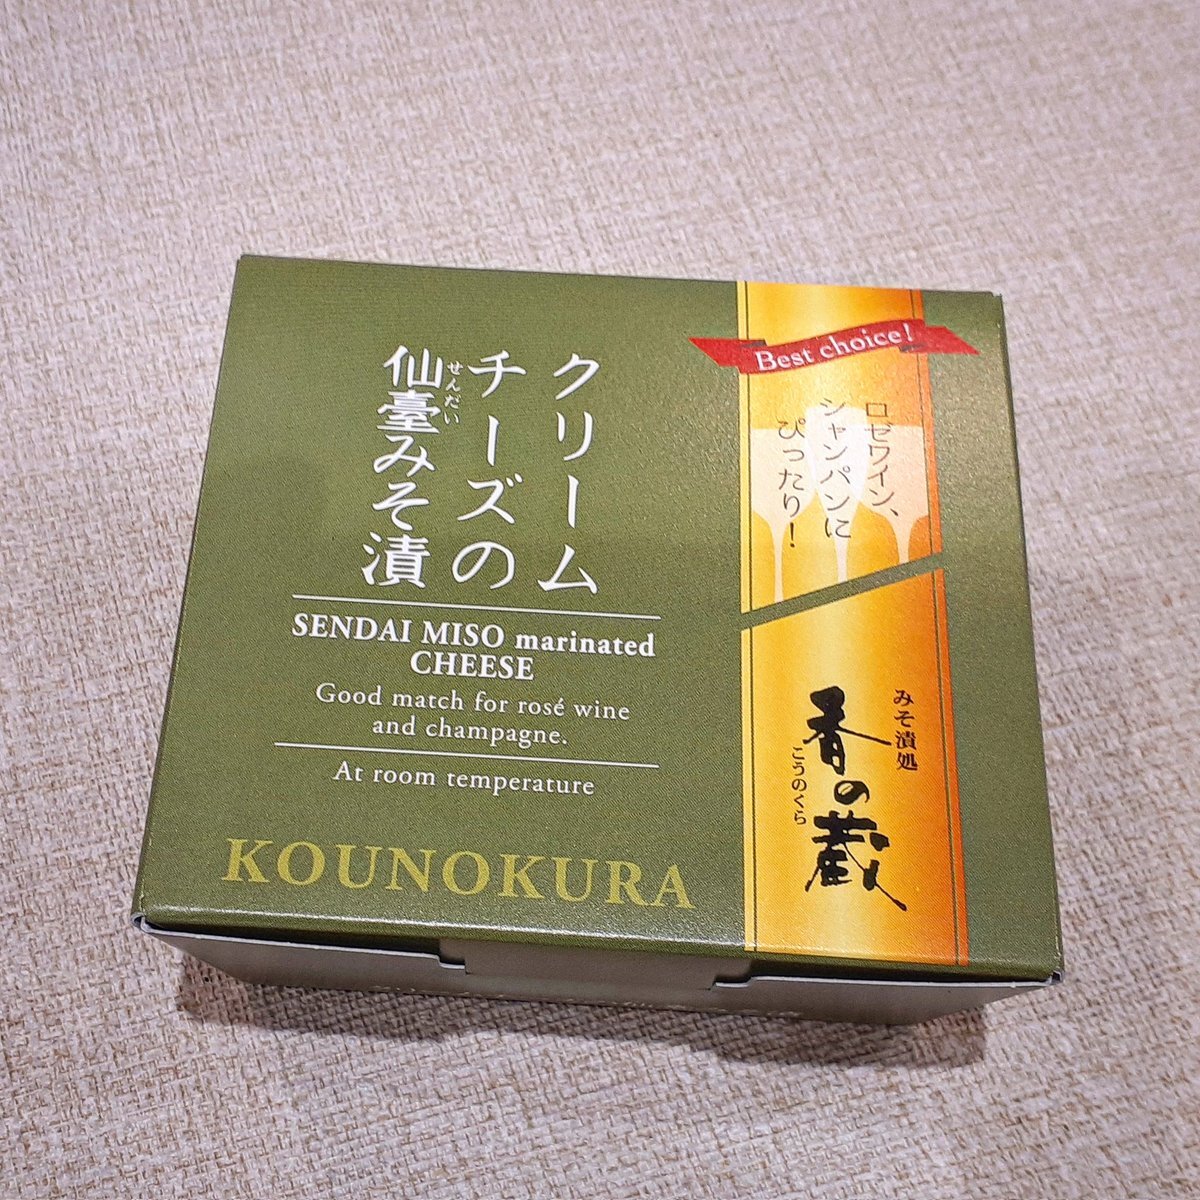 クリーム
チーズの
仙臺みそ漬
せんだい
SENDAI MISO marinated
CHEESE
Good match for rosé wine
and champagne.
At room temperature
KOUNOKURA
Best choice!
ロゼワイン、
シャンパンに
ぴったり!
みそ漬処
香の蔵
こうのくら